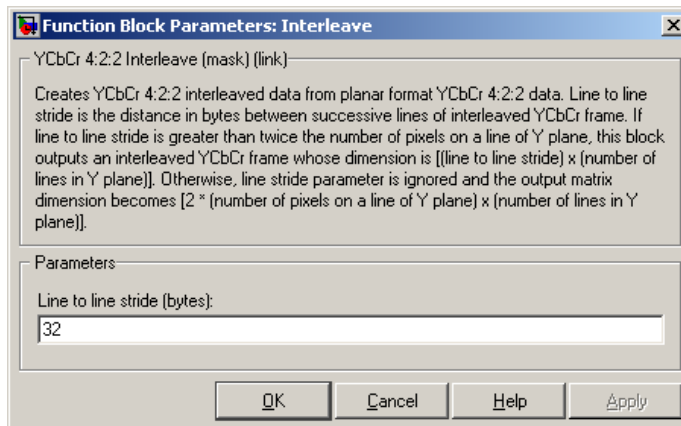 Function Block Parameters: Interleave
YCbCr 4:2:2 Interleave (mask) (link)
Creates YCbCr 4:2:2 interleaved data from planar format YCbCr 4:2:2 data. Line to line
stride is the distance in bytes between successive lines of interleaved YCbCr frame. If
line to line stride is greater than twice the number of pixels on a line of Y plane, this block
outputs an interleaved YCbCr frame whose dimension is [(line to line stride) x (number of
lines in Y plane)]. Otherwise, line stride parameter is ignored and the output matrix
dimension becomes [2 * (number of pixels on a line of Y plane) x (number of lines in Y
plane)].
Parameters
Line to line stride (bytes):
32
OK Cancel Help Apply